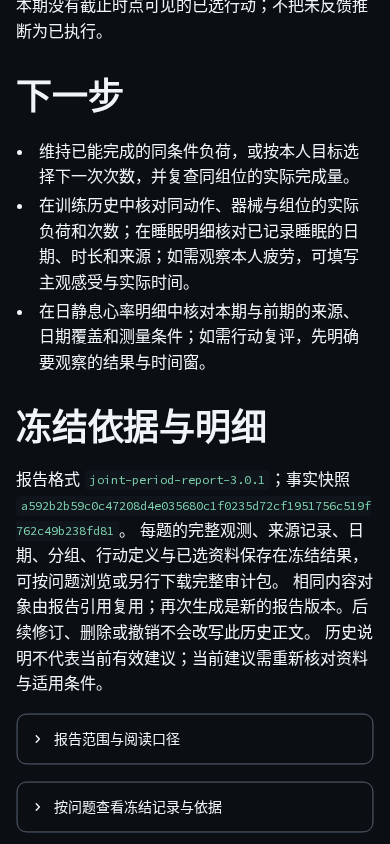 本期没有截止时点可见的已选行动；不把未反馈推
断为已执行。
下一步
• 维持已能完成的同条件负荷，或按本人目标选
择下一次次数，并复查同组位的实际完成量。
• 在训练历史中核对同动作、器械与组位的实际
负荷和次数；在睡眠明细核对已记录睡眠的日
期、时长和来源；如需观察本人疲劳，可填写
主观感受与实际时间。
• 在日静息心率明细中核对本期与前期的来源、
日期覆盖和测量条件；如需行动复评，先明确
要观察的结果与时间窗。
冻结依据与明细
报告格式 joint-period-report-3.0.1；事实快照
a592b2b59c0c47208d4e035680c1f0235d72cf1951756c519f
762c49b238fd81。 每题的完整观测、来源记录、日
期、分组、行动定义与已选资料保存在冻结结果，
可按问题浏览或另行下载完整审计包。 相同内容对
象由报告引用复用；再次生成是新的报告版本。后
续修订、删除或撤销不会改写此历史正文。 历史说
明不代表当前有效建议；当前建议需重新核对资料
与适用条件。
报告范围与阅读口径
按问题查看冻结记录与依据